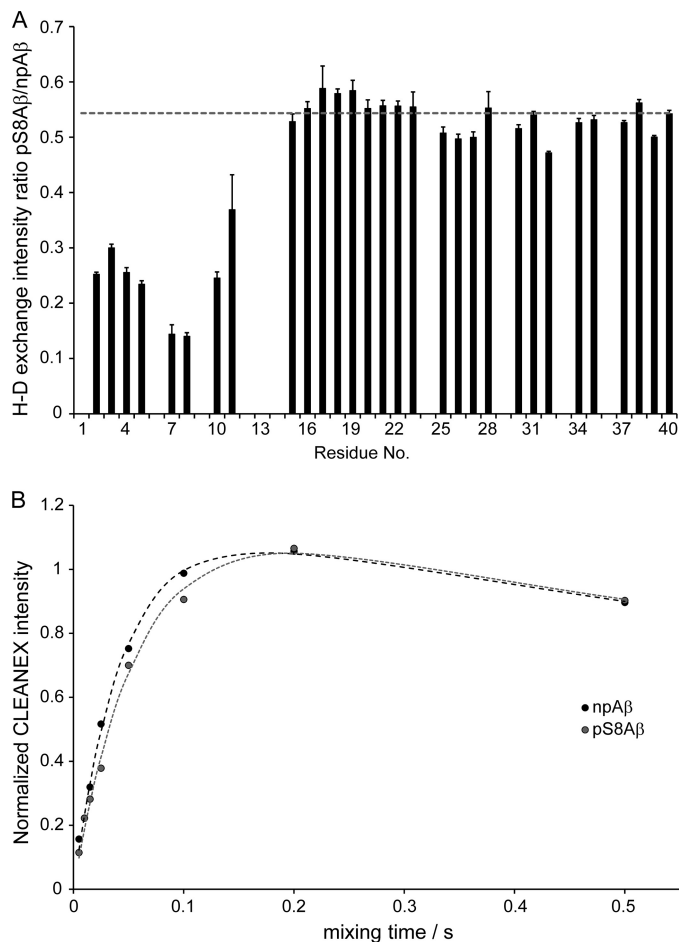 A
H-D exchange intensity ratio pS8Aβ/npAβ
0.7
0.6
0.5
0.4
0.3
0.2
0.1
0
1 4 7 10 13 16 19 22 25 28 31 34 37 40
Residue No.
B
Normalized CLEANEX intensity
1.2
1
0.8
0.6
0.4
0.2
0
npAβ
pS8Aβ
0 0.1 0.2 0.3 0.4 0.5
mixing time / s